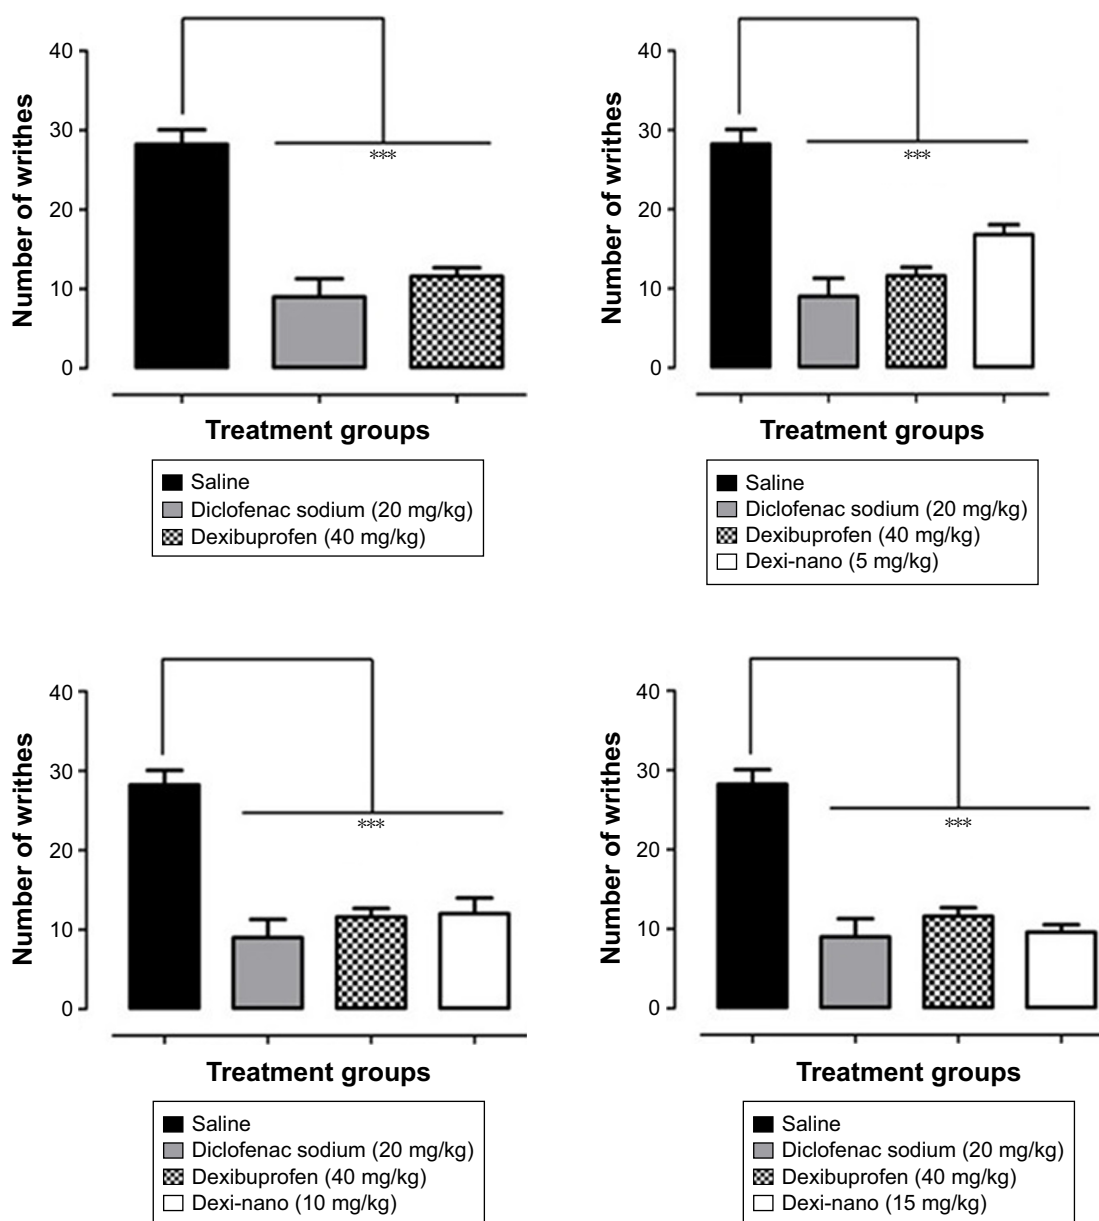 Number of writhes
40
30
20
10
0
***
Treatment groups
Saline
Diclofenac sodium (20 mg/kg)
Dexibuprofen (40 mg/kg)
Number of writhes
40
30
20
10
0
***
Treatment groups
Saline
Diclofenac sodium (20 mg/kg)
Dexibuprofen (40 mg/kg)
Dexi-nano (5 mg/kg)
Number of writhes
40
30
20
10
0
***
Treatment groups
Saline
Diclofenac sodium (20 mg/kg)
Dexibuprofen (40 mg/kg)
Dexi-nano (10 mg/kg)
Number of writhes
40
30
20
10
0
***
Treatment groups
Saline
Diclofenac sodium (20 mg/kg)
Dexibuprofen (40 mg/kg)
Dexi-nano (15 mg/kg)